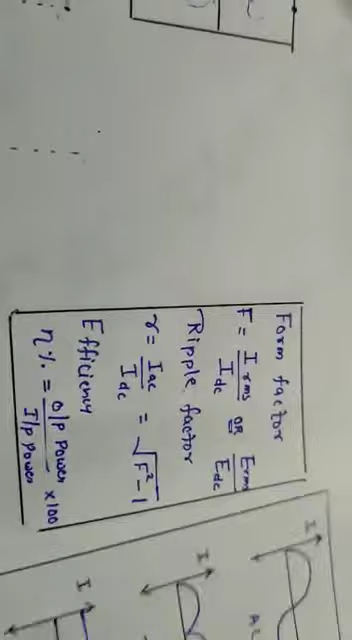 Form factor
F = I rms / I dc OR E rms / E dc
Ripple factor
r = I ac / I dc = √F² - 1
Efficiency
η % = o/p power / I/p power × 100
I
I
I